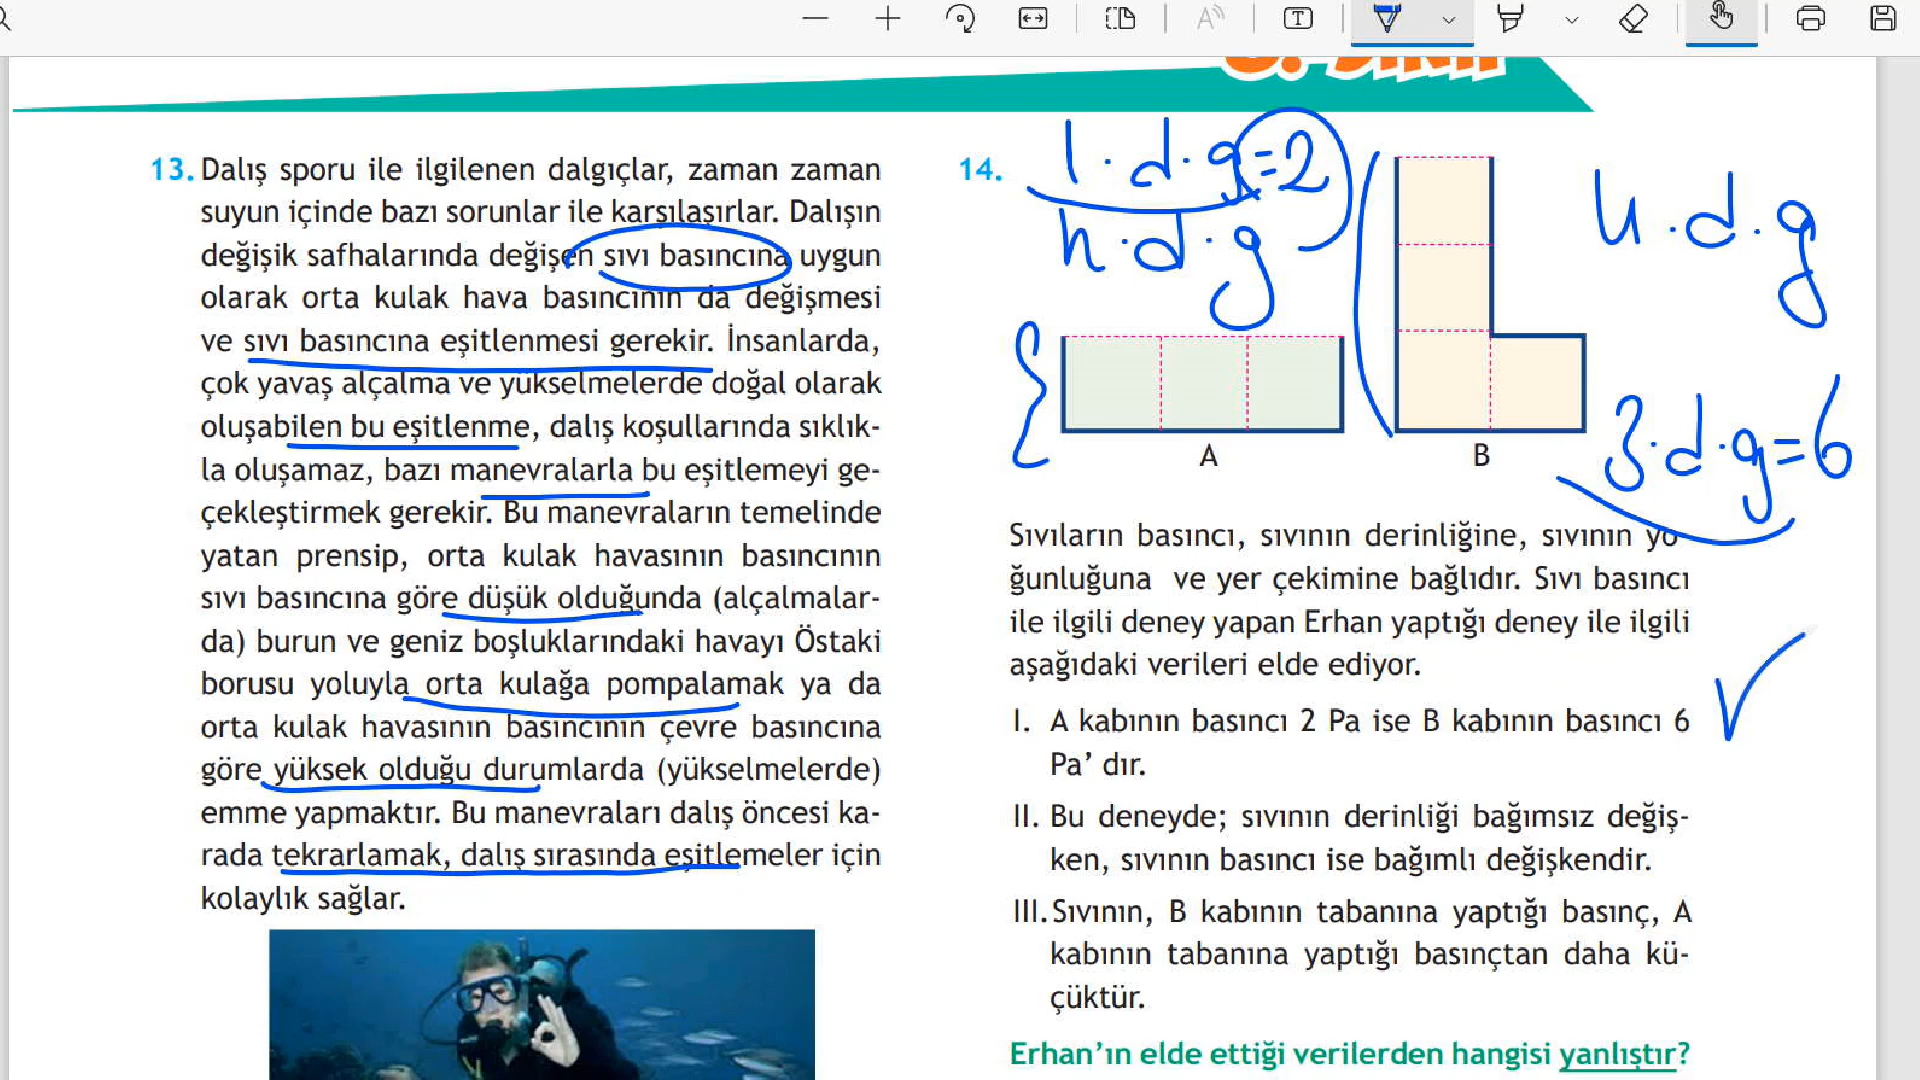 13. Dalış sporu ile ilgilenen dalgıçlar, zaman zaman
suyun içinde bazı sorunlar ile karşılaşırlar. Dalışın
değişik safhalarında değişen sıvı basıncına uygun
olarak orta kulak hava basıncının da değişmesi
ve sıvı basıncına eşitlenmesi gerekir. İnsanlarda,
çok yavaş alçalma ve yükselmelerde doğal olarak
oluşabilen bu eşitlenme, dalış koşullarında sıklık-
la oluşamaz, bazı manevralarla bu eşitlemeyi ge-
çekleştirmek gerekir. Bu manevraların temelinde
yatan prensip, orta kulak havasının basıncının
sıvı basıncına göre düşük olduğunda (alçalmalar-
da) burun ve geniz boşluklarındaki havayı Östaki
borusu yoluyla orta kulağa pompalamak ya da
orta kulak havasının basıncının çevre basıncına
göre yüksek olduğu durumlarda (yükselmelerde)
emme yapmaktır. Bu manevraları dalış öncesi ka-
rada tekrarlamak, dalış sırasında eşitlemeler için
kolaylık sağlar.
14.
1.d.g=2
h.d.g
h.d.g
3.d.g=6
A
B
Sıvıların basıncı, sıvının derinliğine, sıvının yo
ğunluğuna ve yer çekimine bağlıdır. Sıvı basıncı
ile ilgili deney yapan Erhan yaptığı deney ile ilgili
aşağıdaki verileri elde ediyor.
I. A kabının basıncı 2 Pa ise B kabının basıncı 6
Pa' dır.
II. Bu deneyde; sıvının derinliği bağımsız değiş-
ken, sıvının basıncı ise bağımlı değişkendir.
III. Sıvının, B kabının tabanına yaptığı basınç, A
kabının tabanına yaptığı basınçtan daha kü-
çüktür.
Erhan'ın elde ettiği verilerden hangisi yanlıştır?